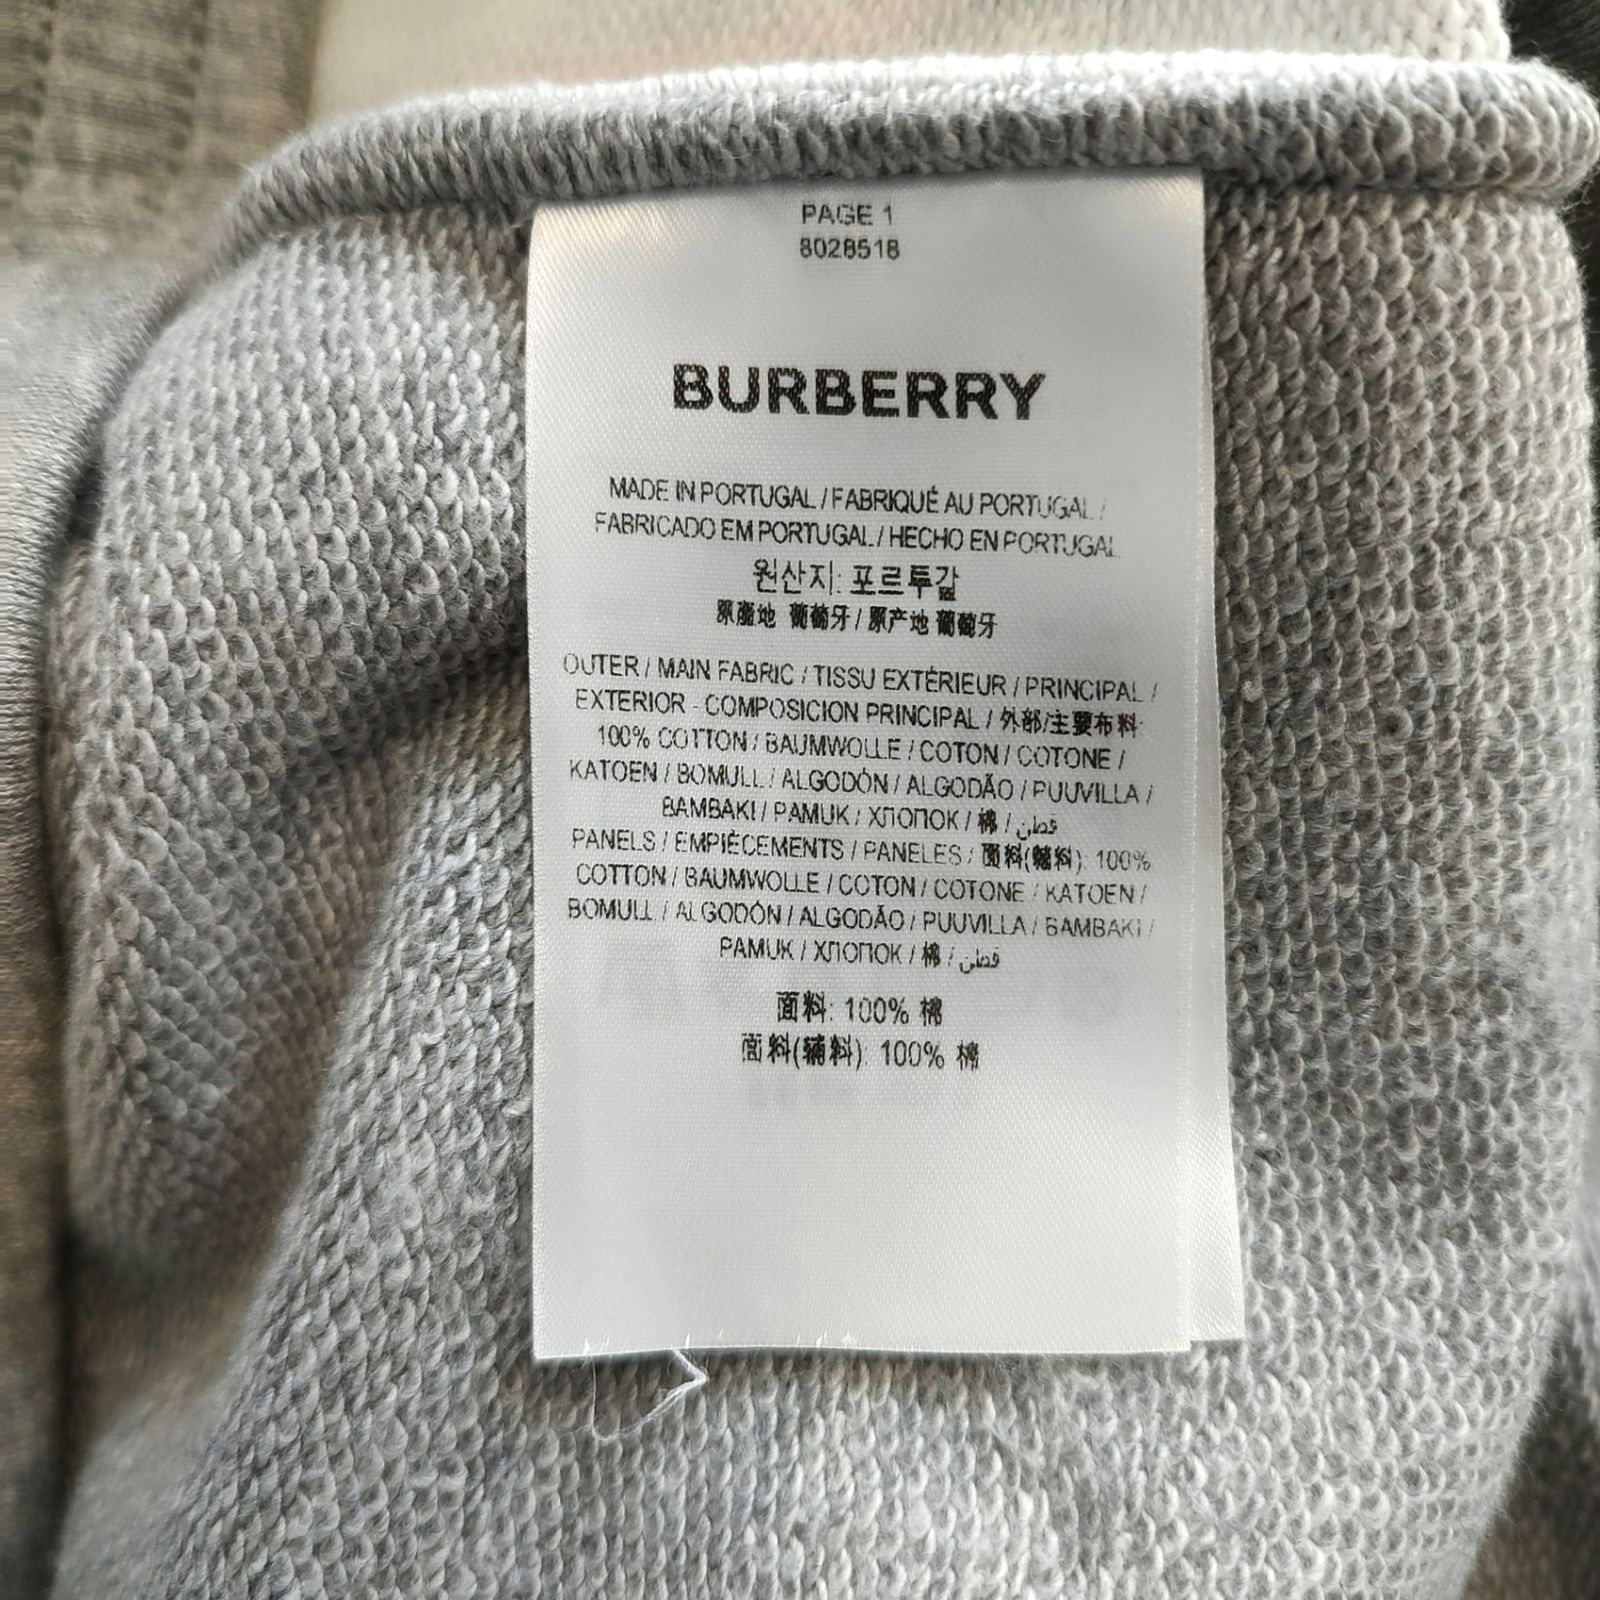 PAGE 1
8028518
BURBERRY
MADE IN PORTUGAL / FABRIQUÉ AU PORTUGAL /
FABRICADO EM PORTUGAL / HECHO EN PORTUGAL
원산지: 포르투갈
原產地 葡萄牙 / 原产地 葡萄牙
OUTER / MAIN FABRIC / TISSU EXTÉRIEUR / PRINCIPAL /
EXTERIOR - COMPOSICION PRINCIPAL / 外部/主要布料:
100% COTTON / BAUMWOLLE / COTON / COTONE /
KATOEN / BOMULL / ALGODÓN / ALGODÃO / PUUVILLA /
BAMBAKI / PAMUK / ХЛОПОК / 棉 / قطن
PANELS / EMPIÈCEMENTS / PANELES / 面料(辅料): 100%
COTTON / BAUMWOLLE / COTON / COTONE / KATOEN /
BOMULL / ALGODÓN / ALGODÃO / PUUVILLA / BAMBAKI /
PAMUK / ХЛОПОК / 棉 / قطن
面料: 100% 棉
面料(辅料): 100% 棉